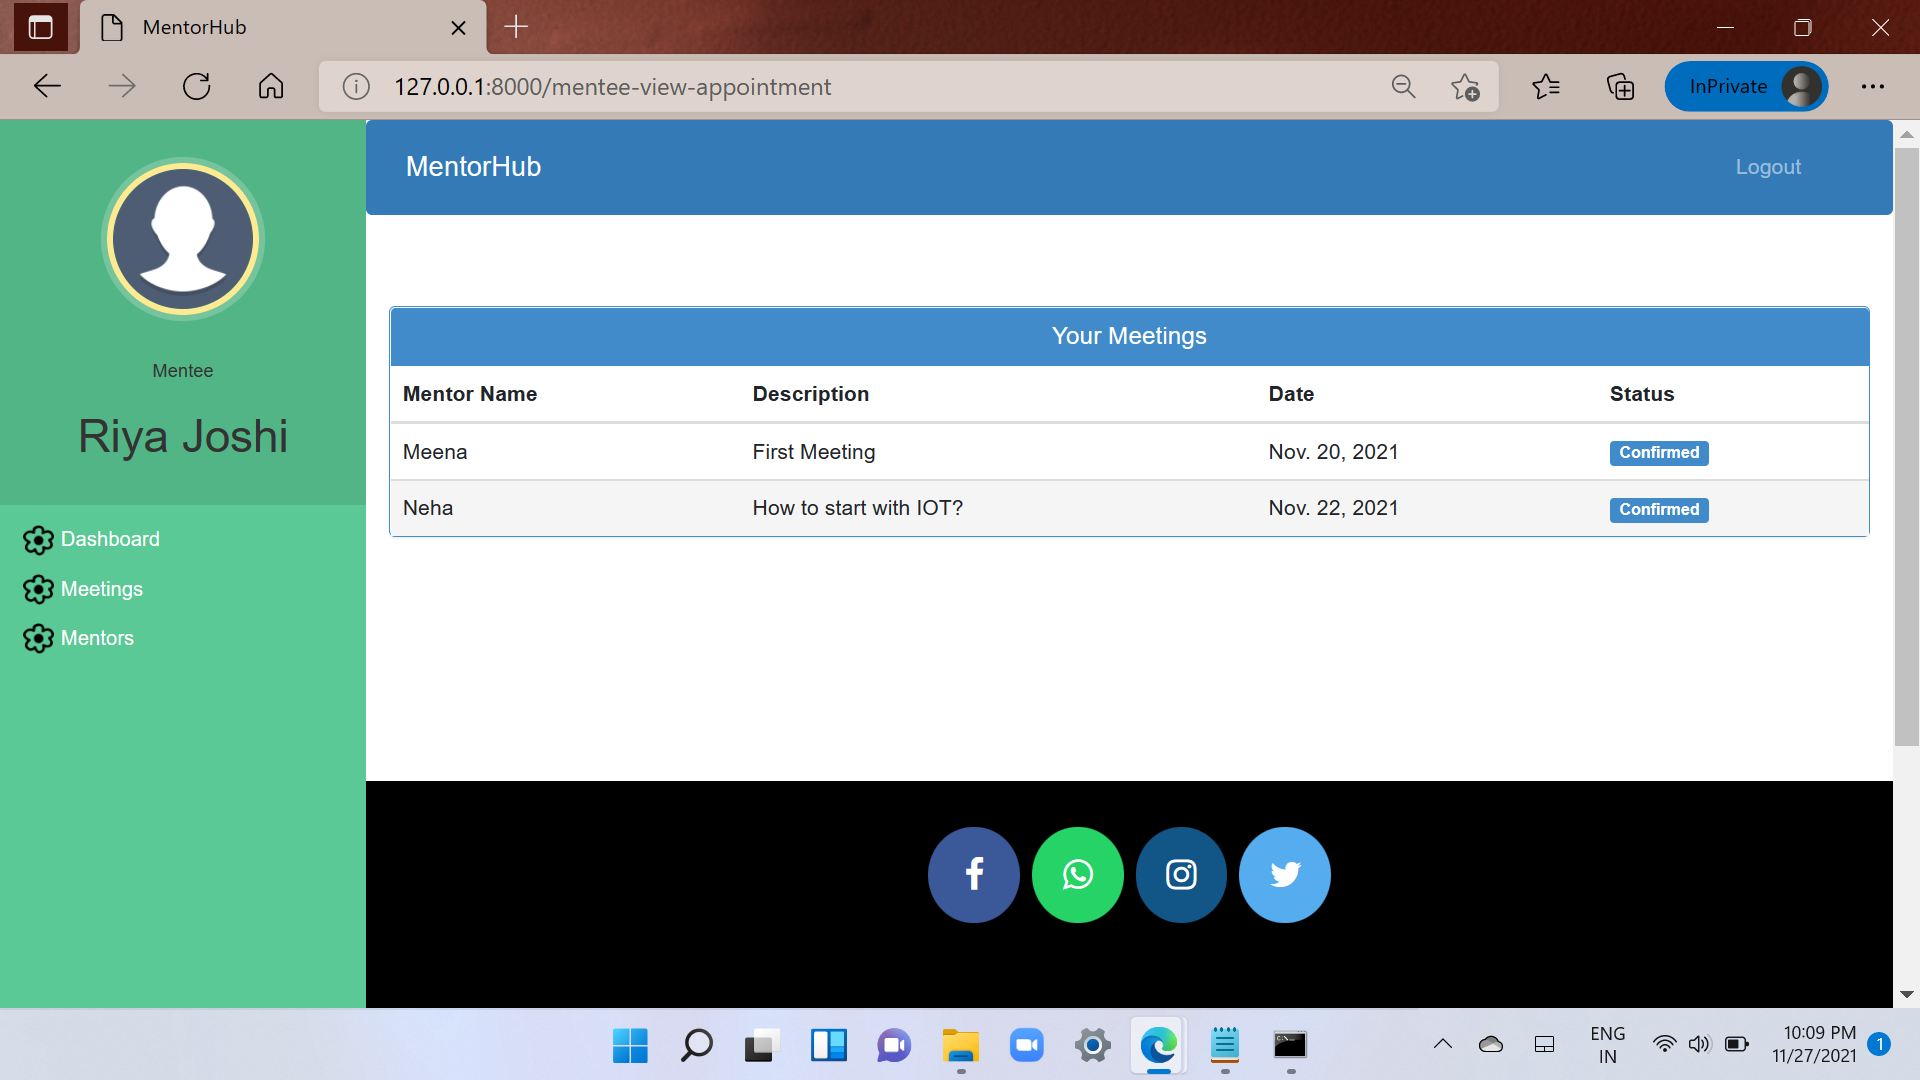 MentorHub
127.0.0.1:8000/mentee-view-appointment
InPrivate
MentorHub
Logout
Mentee
Riya Joshi
Dashboard
Meetings
Mentors
Your Meetings
Mentor Name Description Date Status
Meena First Meeting Nov. 20, 2021 Confirmed
Neha How to start with IOT? Nov. 22, 2021 Confirmed
ENG
IN
10:09 PM
11/27/2021
1